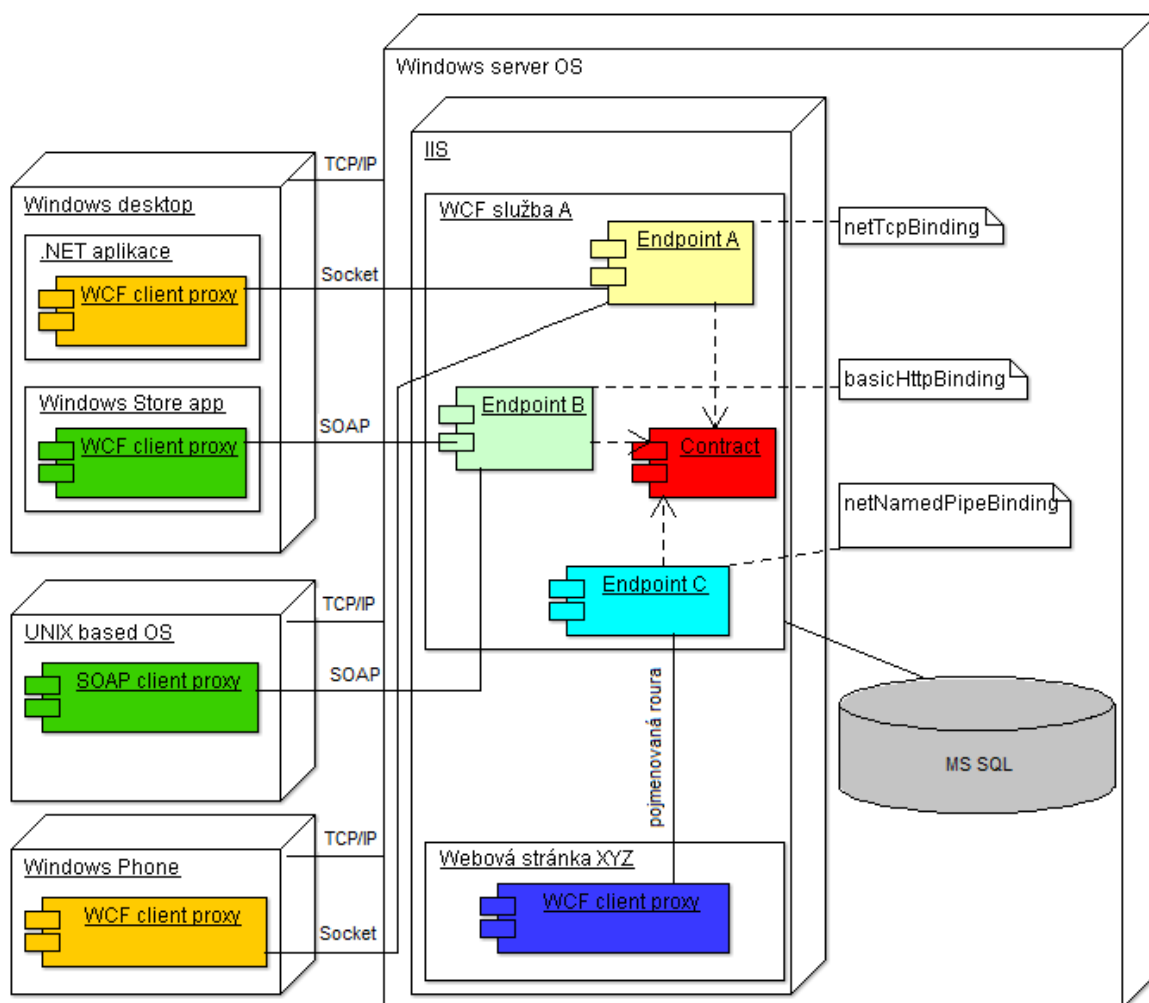 Windows server OS
IIS
TCP/IP
Windows desktop
WCF služba A
.NET aplikace
Endpoint A
netTcpBinding
Socket
WCF client proxy
Windows Store app
Endpoint B
basicHttpBinding
SOAP
WCF client proxy
Contract
netNamedPipeBinding
Endpoint C
TCP/IP
UNIX based OS
SOAP
SOAP client proxy
pojmenovaná roura
MS SQL
TCP/IP
Windows Phone
Webová stránka XYZ
WCF client proxy
WCF client proxy
Socket